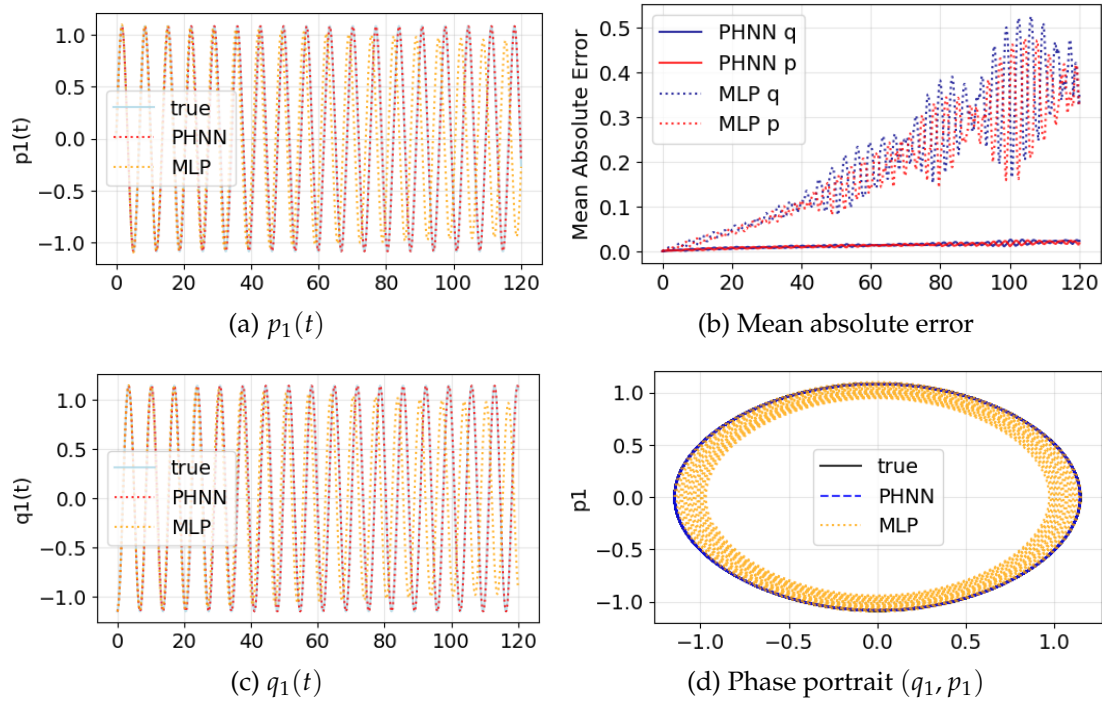 p1(t)
1.0
0.5
0.0
−0.5
−1.0
true
PHNN
MLP
0 20 40 60 80 100 120
(a) p₁(t)
Mean Absolute Error
0.5
0.4
0.3
0.2
0.1
0.0
PHNN q
PHNN p
MLP q
MLP p
0 20 40 60 80 100 120
(b) Mean absolute error
q1(t)
1.0
0.5
0.0
−0.5
−1.0
true
PHNN
MLP
0 20 40 60 80 100 120
(c) q₁(t)
p1
1.0
0.5
0.0
−0.5
−1.0
true
PHNN
MLP
−1.0 −0.5 0.0 0.5 1.0
(d) Phase portrait (q₁, p₁)